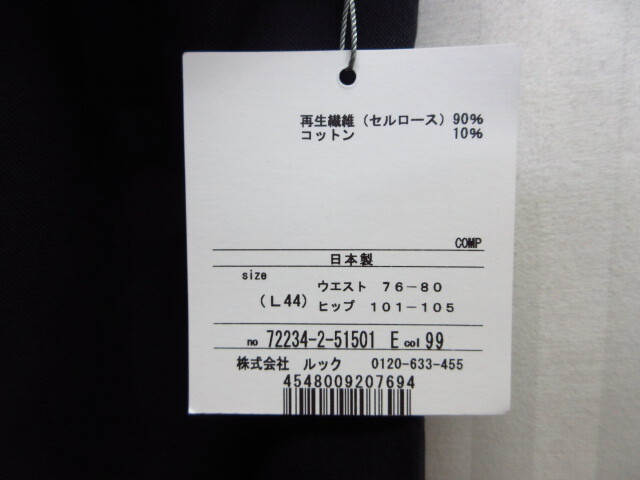 再生繊維（セルロース）90%
コットン 10%
COMP
日本製
size
ウエスト 76-80
（L44）ヒップ 101-105
no 72234-2-51501 E col 99
株式会社 ルック 0120-633-455
4548009207694